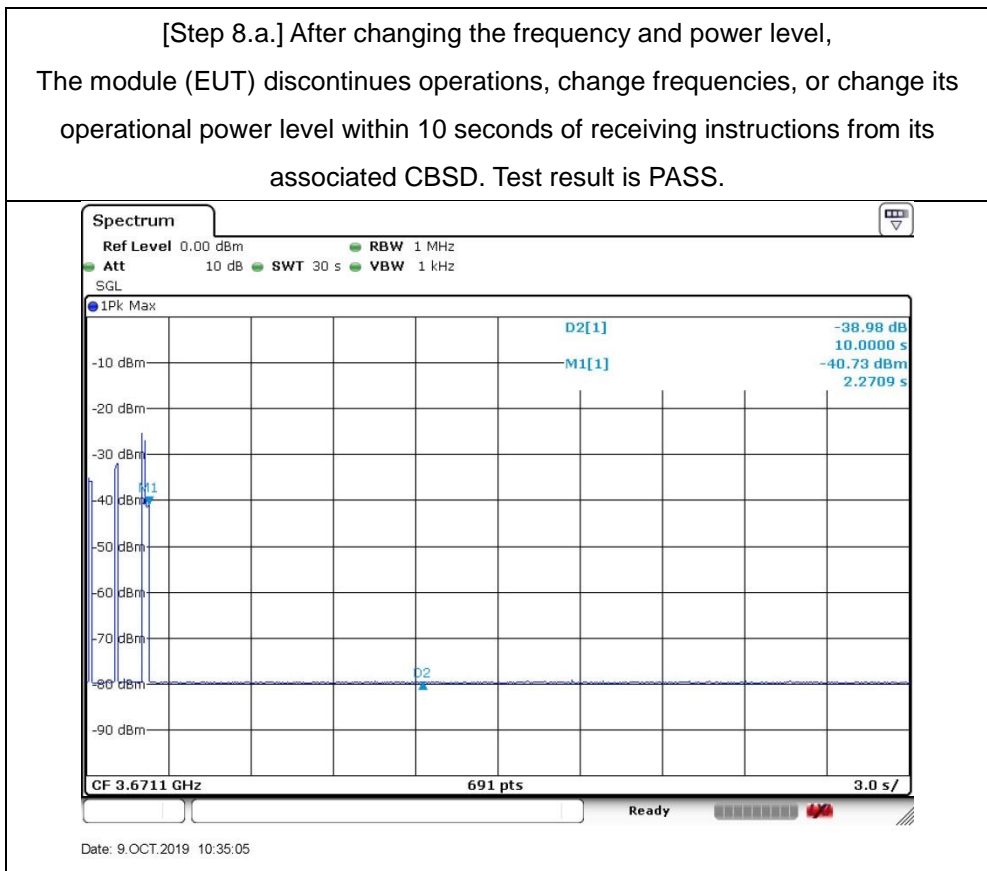 [Step 8.a.] After changing the frequency and power level,
The module (EUT) discontinues operations, change frequencies, or change its
operational power level within 10 seconds of receiving instructions from its
associated CBSD. Test result is PASS.
Spectrum
Ref Level 0.00 dBm RBW 1 MHz
Att 10 dB SWT 30 s VBW 1 kHz
SGL
1Pk Max
D2[1] -38.98 dB
10.0000 s
-10 dBm M1[1] -40.73 dBm
2.2709 s
-20 dBm
-30 dBm
M1
-40 dBm
-50 dBm
-60 dBm
-70 dBm
D2
-80 dBm
-90 dBm
CF 3.6711 GHz 691 pts 3.0 s/
Ready
Date: 9.OCT.2019 10:35:05